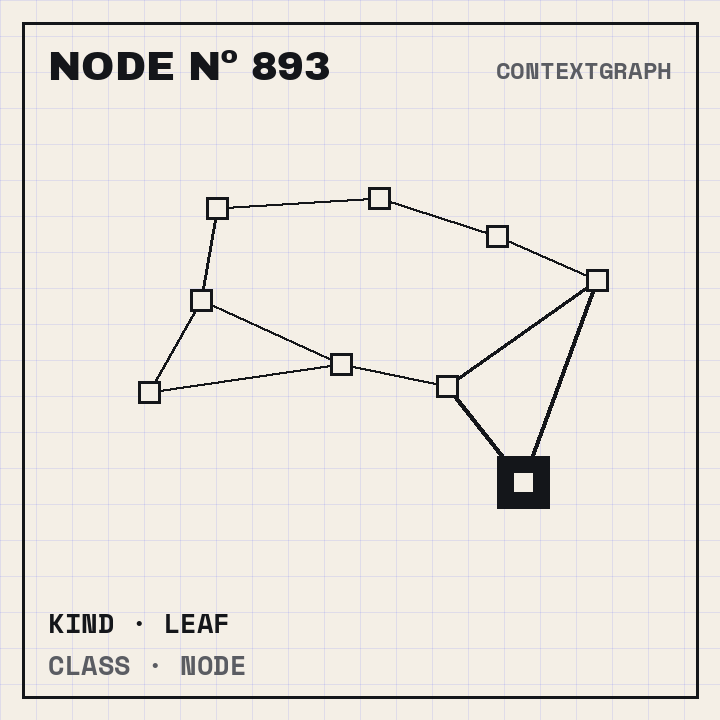 NODE Nº 893
CONTEXTGRAPH
KIND · LEAF
CLASS · NODE